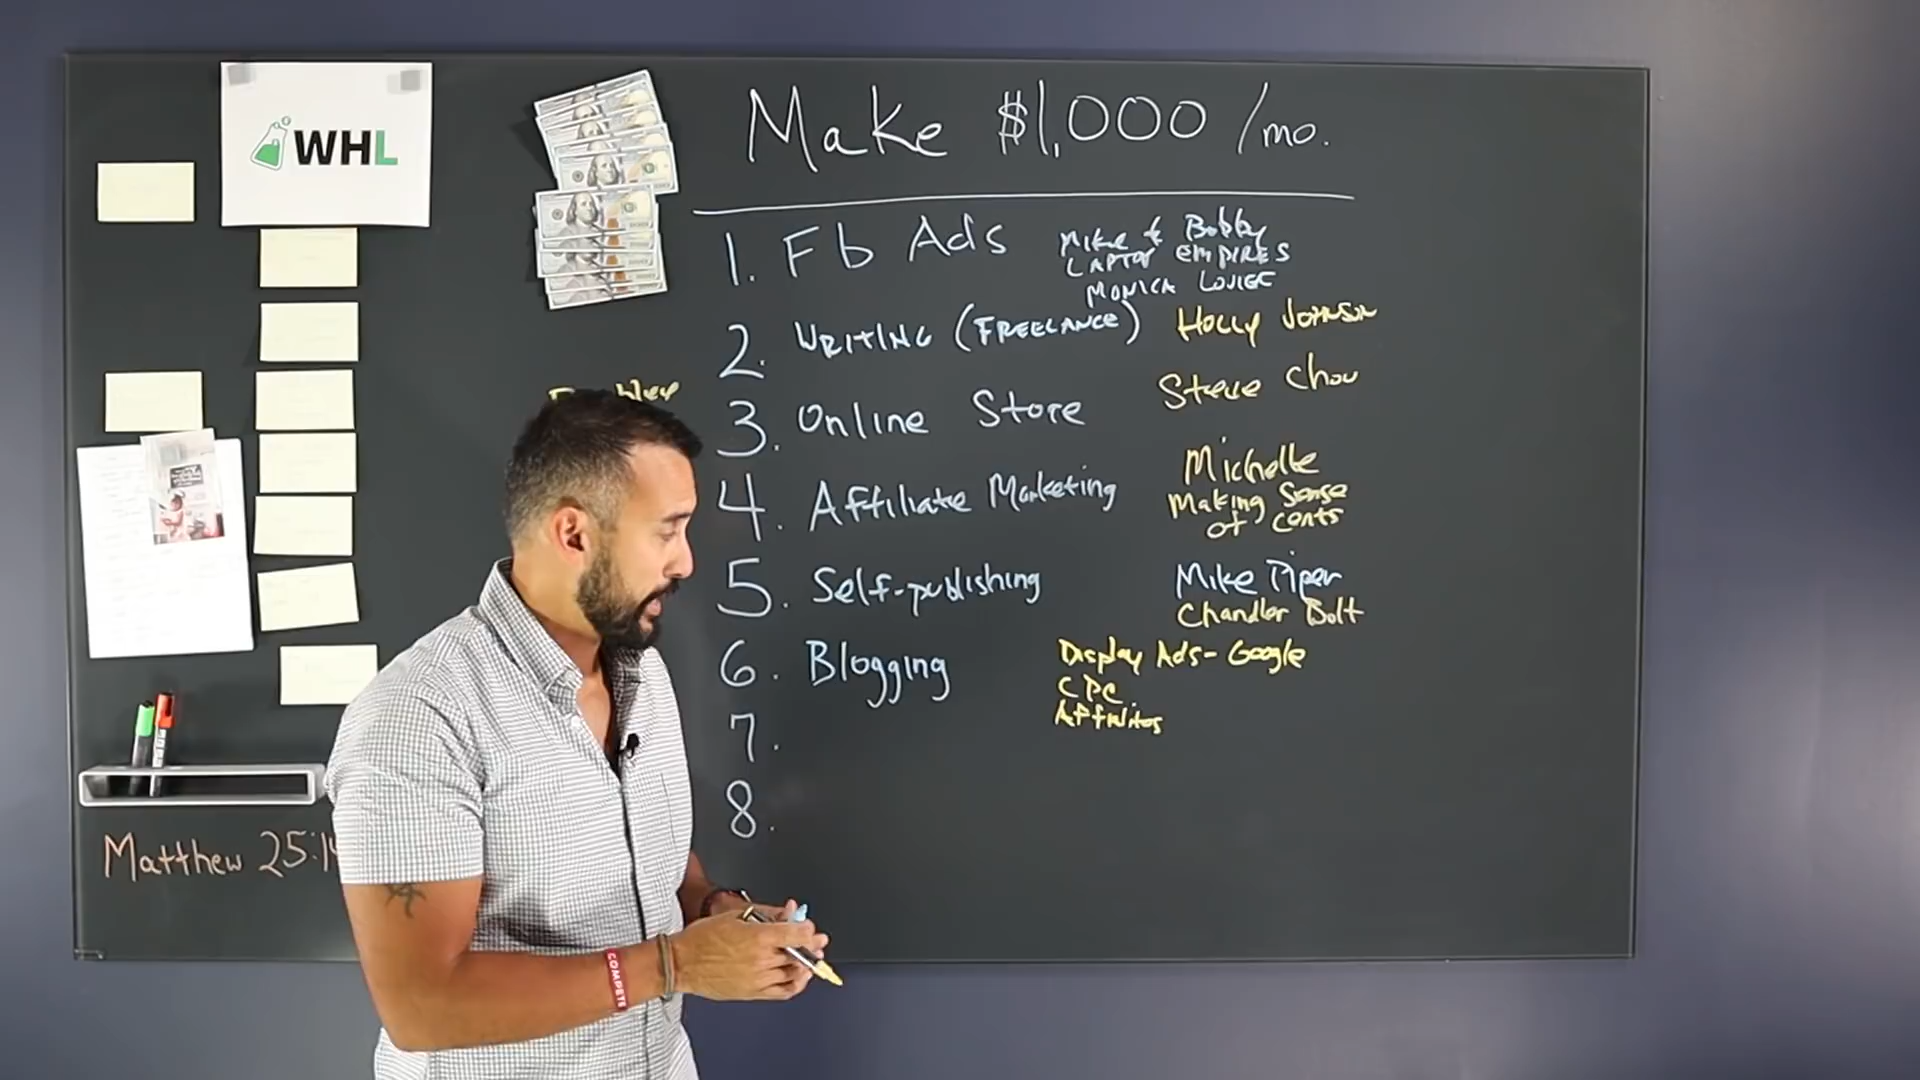 WHL
Make $1,000 /mo.
1. Fb Ads
Mike & Bobby
LAPTOP EMPIRES
MONICA LOUIE
2. WRITING (FREELANCE)
HOLLY JOHNSON
3. Online Store
Steve Chou
4. Affiliate Marketing
Michelle
Making Sense
of Cents
5. Self-publishing
Mike Piper
Chandler Bolt
6. Blogging
Display Ads- Google
CPC
Affilites
7.
8.
Matthew 25:14
COMPETE